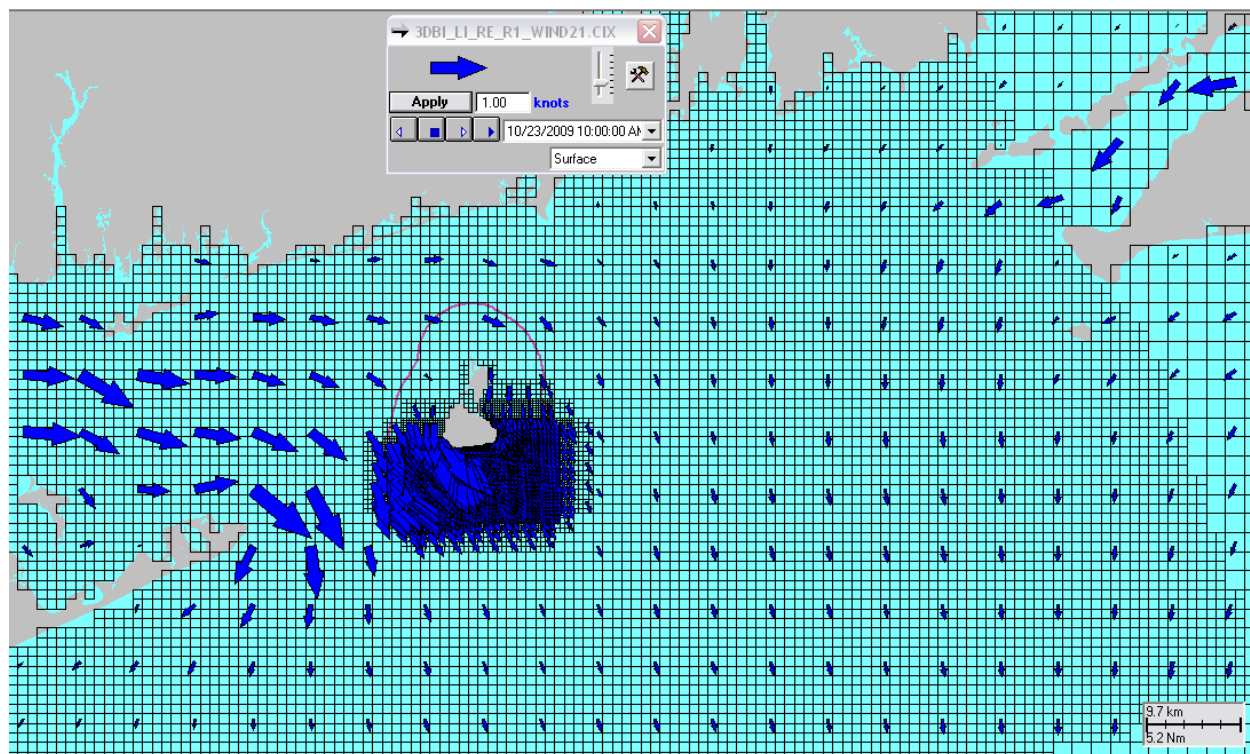 3DBI_LI_RE_R1_WIND21.CIX
Apply 1.00 knots
10/23/2009 10:00:00 AM
Surface
9.7 km
5.2 Nm